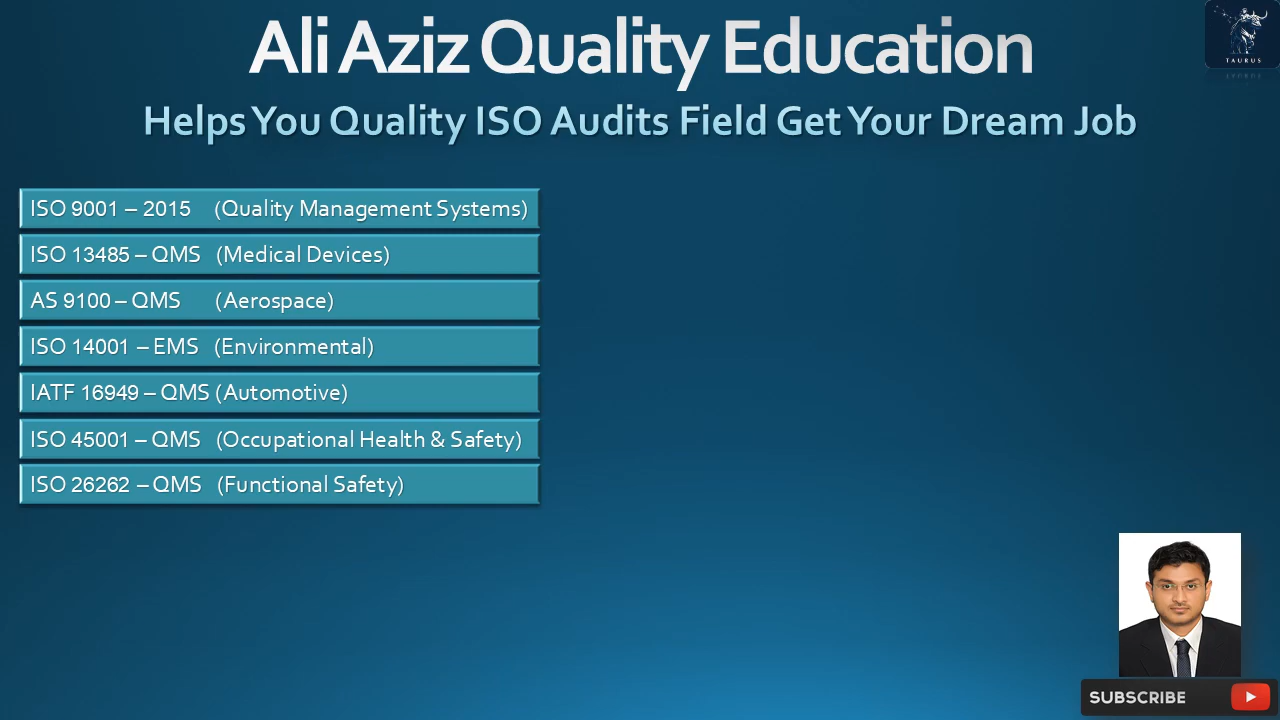 Ali Aziz Quality Education
TAURUS
Helps You Quality ISO Audits Field Get Your Dream Job
ISO 9001 – 2015 (Quality Management Systems)
ISO 13485 – QMS (Medical Devices)
AS 9100 – QMS (Aerospace)
ISO 14001 – EMS (Environmental)
IATF 16949 – QMS (Automotive)
ISO 45001 – QMS (Occupational Health & Safety)
ISO 26262 – QMS (Functional Safety)
SUBSCRIBE